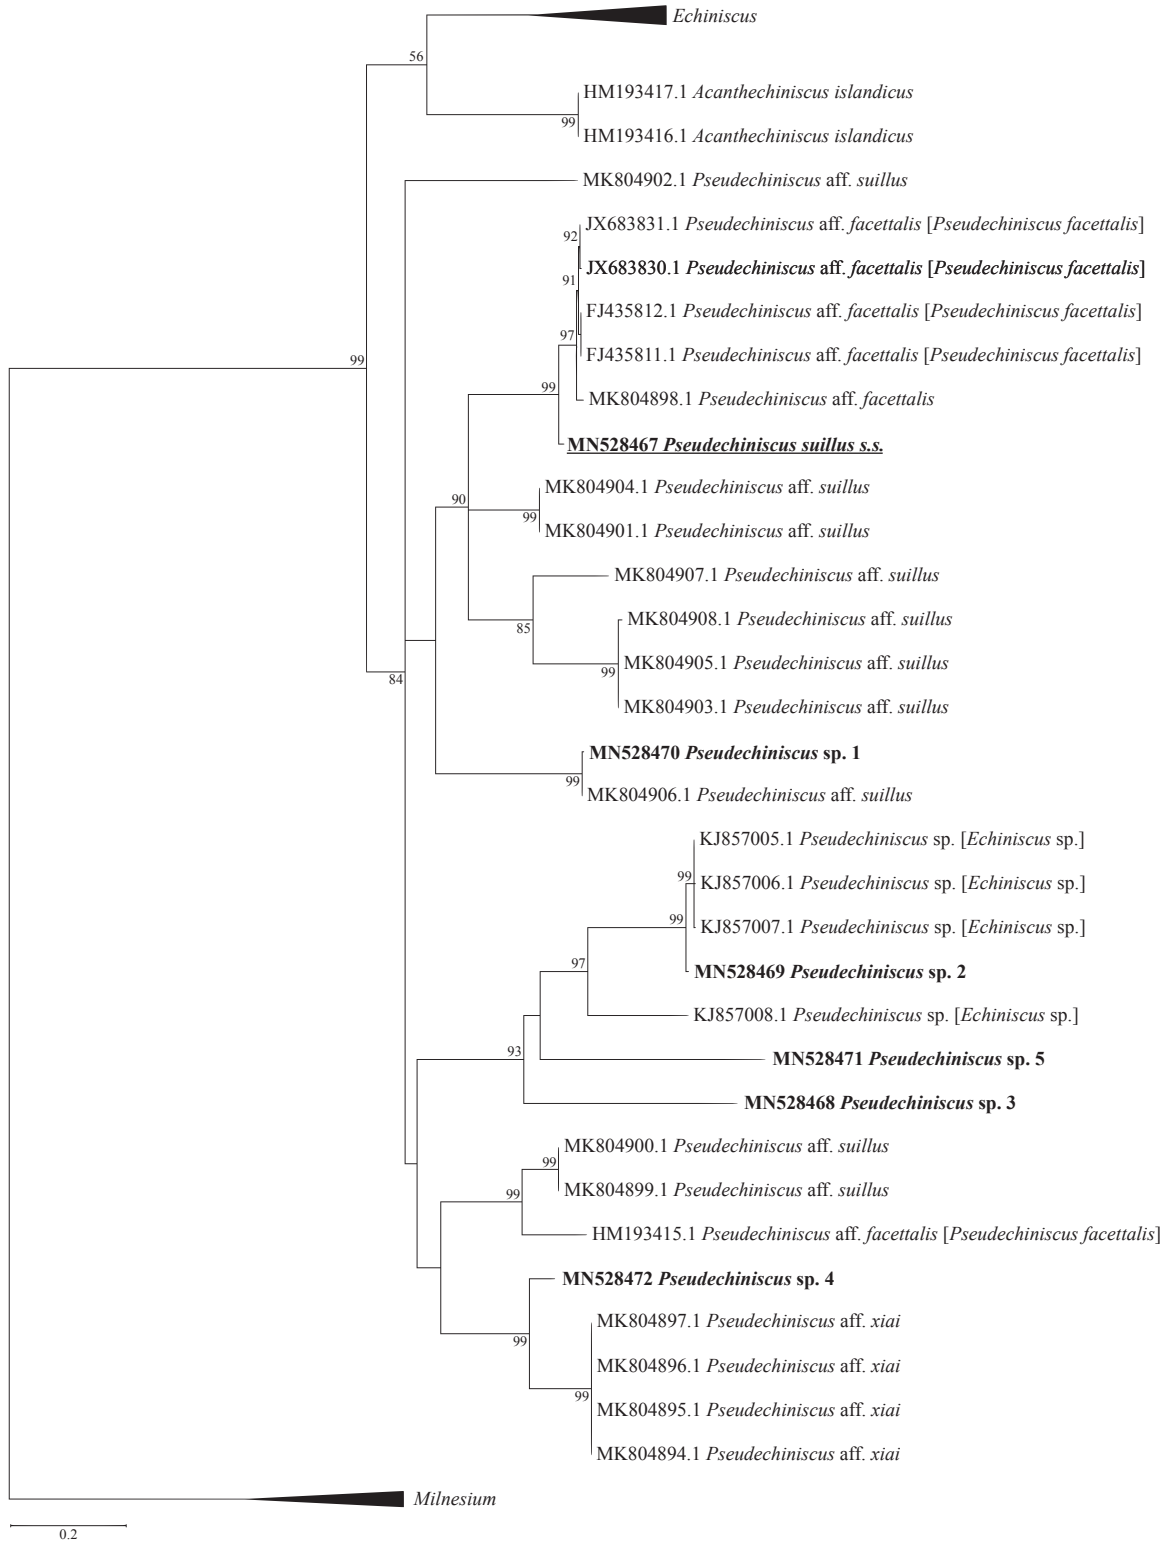 Echiniscus
56
HM193417.1 Acanthechiniscus islandicus
99
HM193416.1 Acanthechiniscus islandicus
MK804902.1 Pseudechiniscus aff. suillus
JX683831.1 Pseudechiniscus aff. facettalis [Pseudechiniscus facettalis]
92
JX683830.1 Pseudechiniscus aff. facettalis [Pseudechiniscus facettalis]
91
FJ435812.1 Pseudechiniscus aff. facettalis [Pseudechiniscus facettalis]
97
FJ435811.1 Pseudechiniscus aff. facettalis [Pseudechiniscus facettalis]
99
99
MK804898.1 Pseudechiniscus aff. facettalis
MN528467 Pseudechiniscus suillus s.s.
MK804904.1 Pseudechiniscus aff. suillus
90
99
MK804901.1 Pseudechiniscus aff. suillus
MK804907.1 Pseudechiniscus aff. suillus
MK804908.1 Pseudechiniscus aff. suillus
85
MK804905.1 Pseudechiniscus aff. suillus
99
84
MK804903.1 Pseudechiniscus aff. suillus
MN528470 Pseudechiniscus sp. 1
99
MK804906.1 Pseudechiniscus aff. suillus
KJ857005.1 Pseudechiniscus sp. [Echiniscus sp.]
99
KJ857006.1 Pseudechiniscus sp. [Echiniscus sp.]
99
KJ857007.1 Pseudechiniscus sp. [Echiniscus sp.]
97
MN528469 Pseudechiniscus sp. 2
KJ857008.1 Pseudechiniscus sp. [Echiniscus sp.]
93
MN528471 Pseudechiniscus sp. 5
MN528468 Pseudechiniscus sp. 3
MK804900.1 Pseudechiniscus aff. suillus
99
MK804899.1 Pseudechiniscus aff. suillus
99
HM193415.1 Pseudechiniscus aff. facettalis [Pseudechiniscus facettalis]
MN528472 Pseudechiniscus sp. 4
MK804897.1 Pseudechiniscus aff. xiai
99
MK804896.1 Pseudechiniscus aff. xiai
99
MK804895.1 Pseudechiniscus aff. xiai
MK804894.1 Pseudechiniscus aff. xiai
Milnesium
0.2